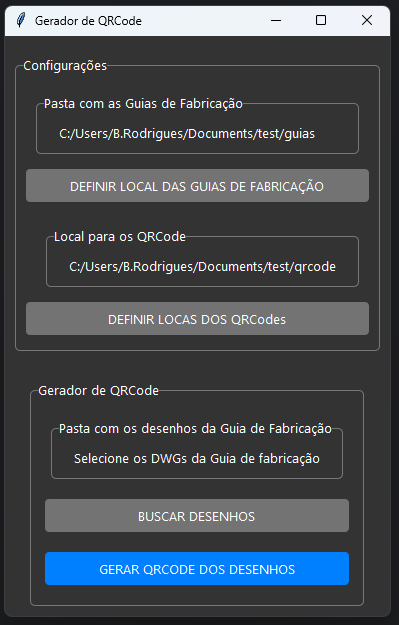 Gerador de QRCode
Configurações
Pasta com as Guias de Fabricação
C:/Users/B.Rodrigues/Documents/test/guias
DEFINIR LOCAL DAS GUIAS DE FABRICAÇÃO
Local para os QRCode
C:/Users/B.Rodrigues/Documents/test/qrcode
DEFINIR LOCAS DOS QRCodes
Gerador de QRCode
Pasta com os desenhos da Guia de Fabricação
Selecione os DWGs da Guia de fabricação
BUSCAR DESENHOS
GERAR QRCODE DOS DESENHOS